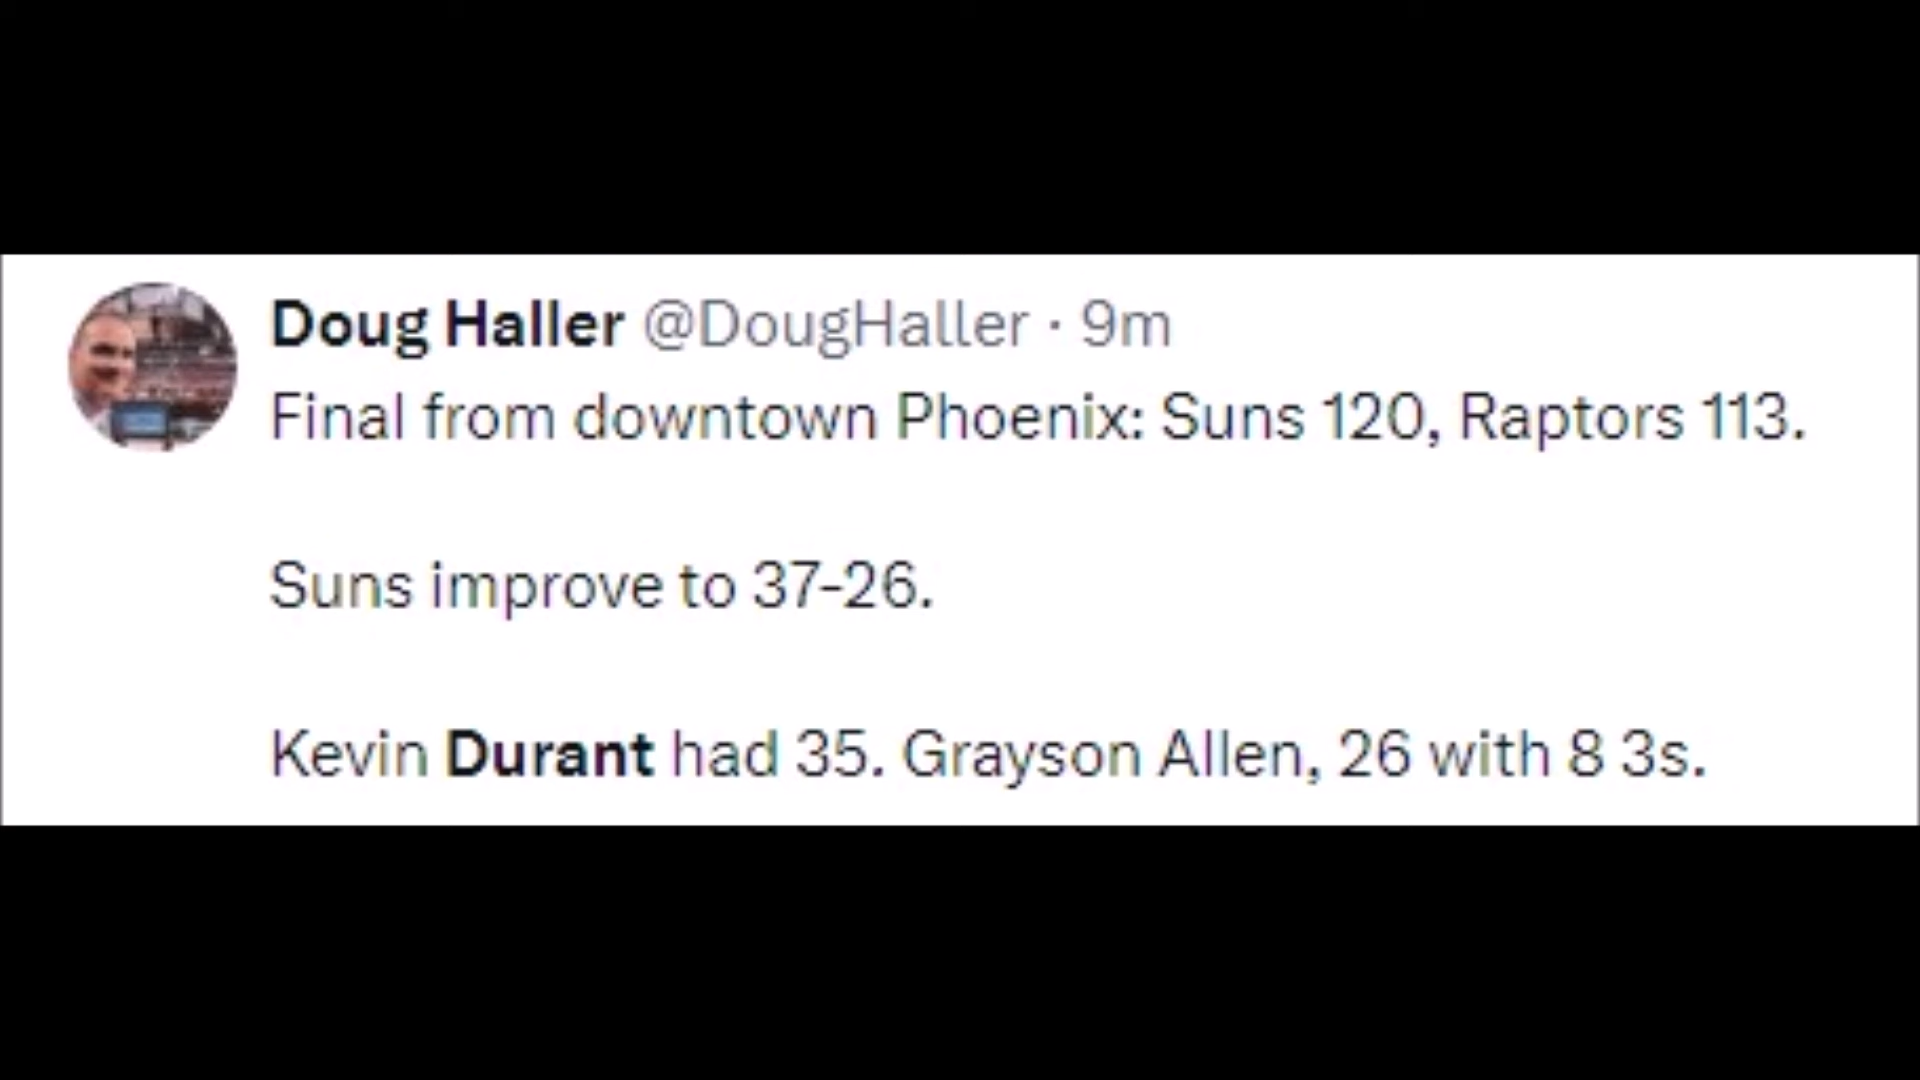 Doug Haller @DougHaller · 9m
Final from downtown Phoenix: Suns 120, Raptors 113.
Suns improve to 37-26.
Kevin Durant had 35. Grayson Allen, 26 with 8 3s.